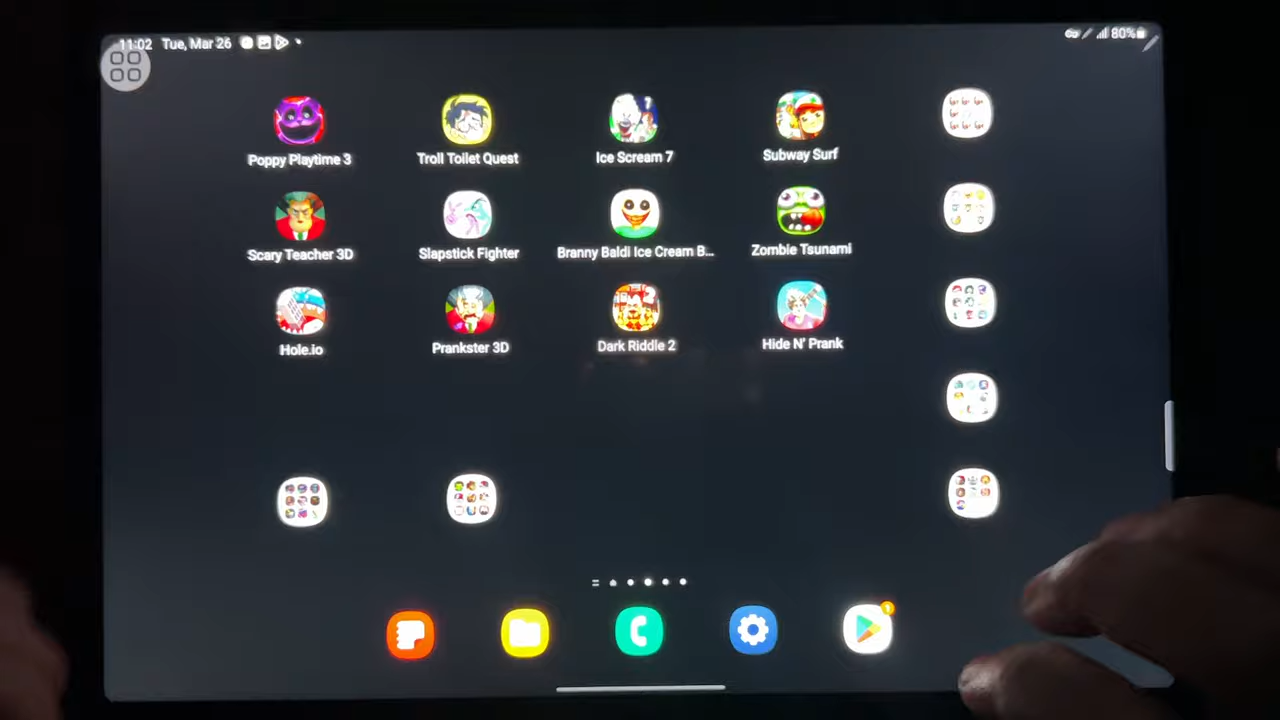 11:02 Tue, Mar 26
80%
Poppy Playtime 3
Troll Toilet Quest
Ice Scream 7
Subway Surf
Scary Teacher 3D
Slapstick Fighter
Branny Baldi Ice Cream B...
Zombie Tsunami
Hole.io
Prankster 3D
Dark Riddle 2
Hide N' Prank